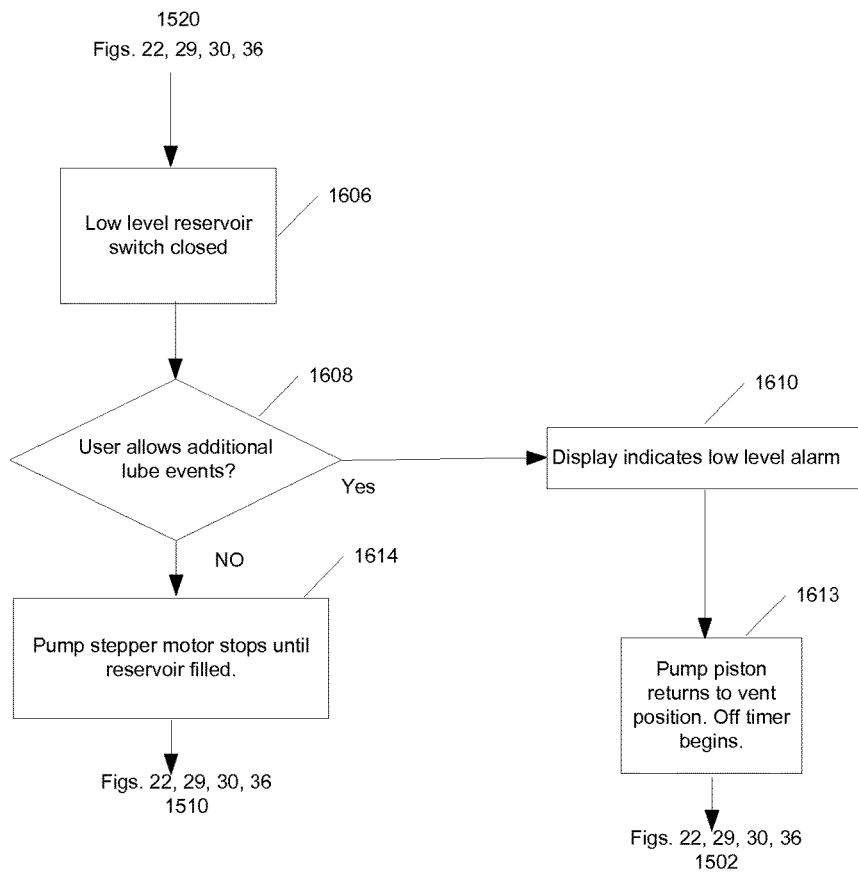 1520
Figs. 22, 29, 30, 36
1606
Low level reservoir
switch closed
1608
User allows additional
lube events?
Yes
1610
Display indicates low level alarm
NO
1614
Pump stepper motor stops until
reservoir filled.
1613
Pump piston
returns to vent
position. Off timer
begins.
Figs. 22, 29, 30, 36
1510
Figs. 22, 29, 30, 36
1502